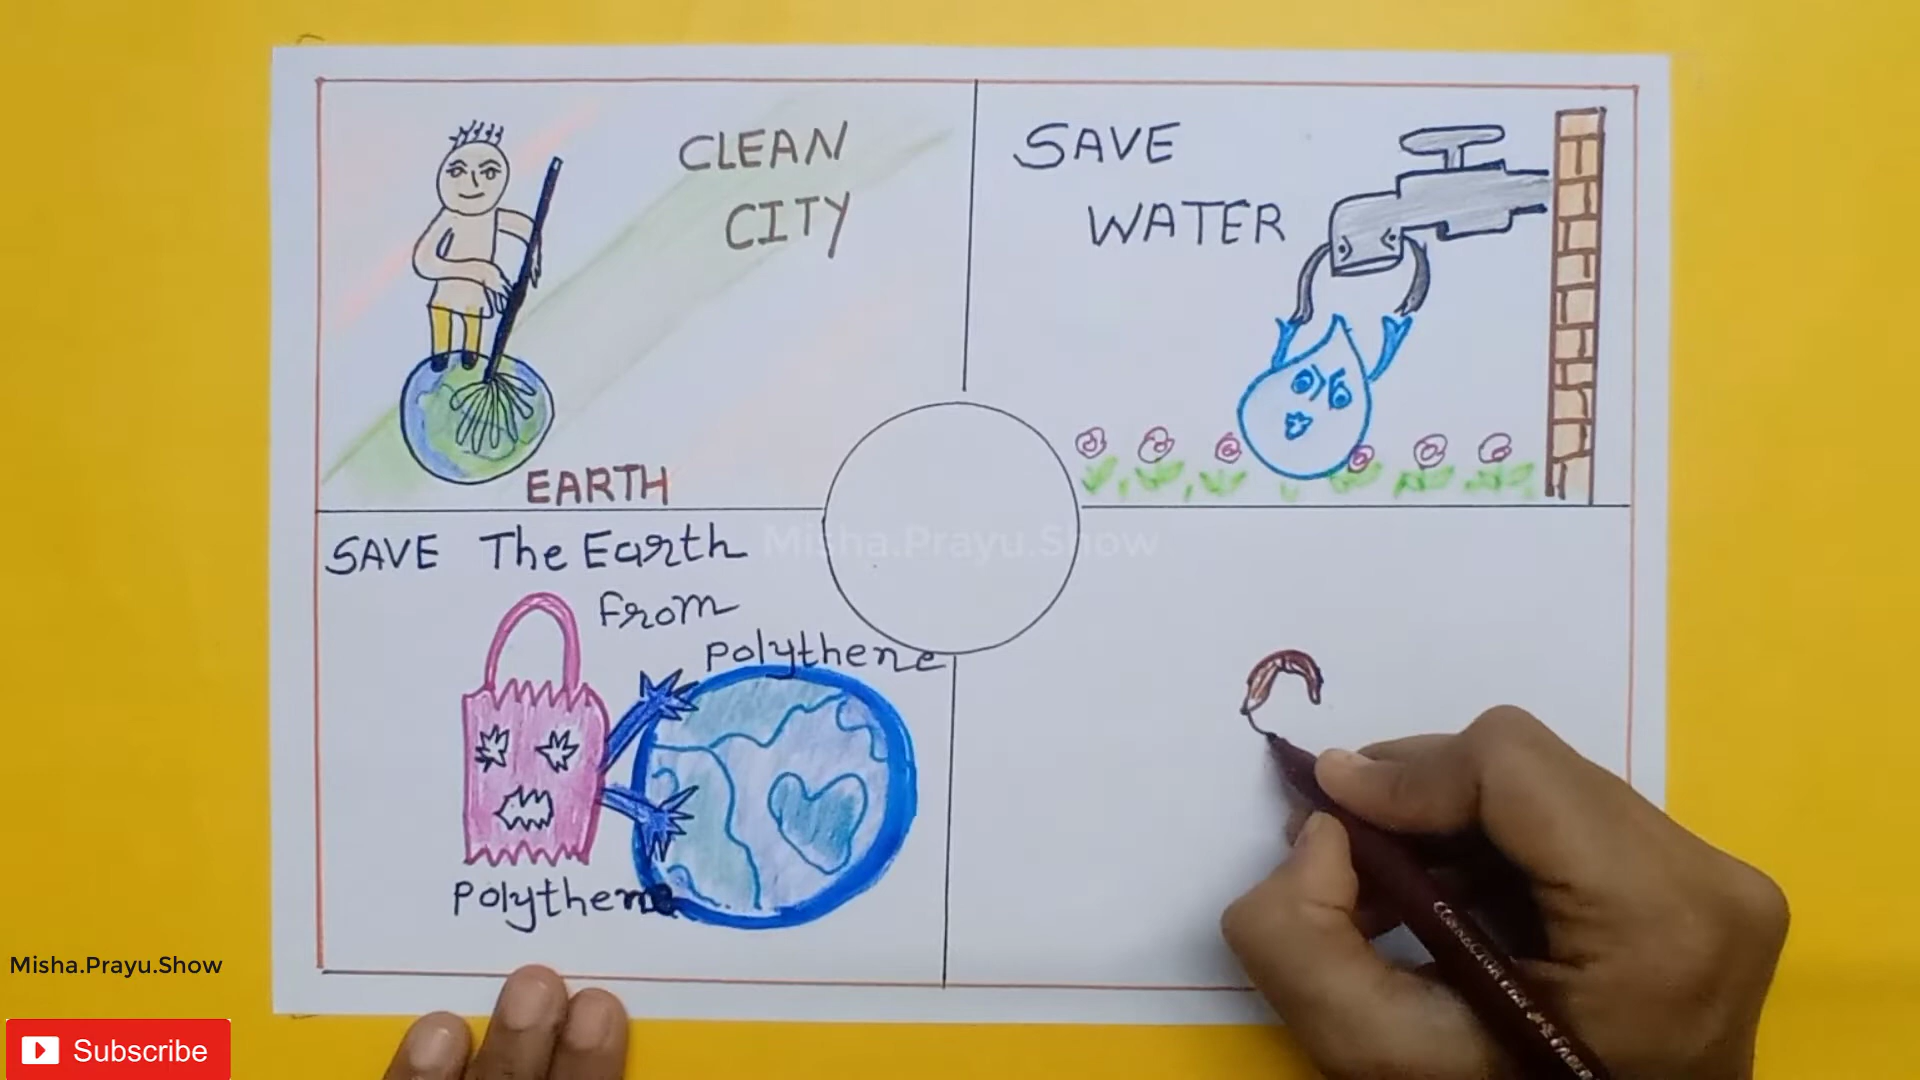 CLEAN
CITY
EARTH
SAVE
WATER
SAVE The Earth
From
Polythene
Polythene
Misha.Prayu.Show
Misha.Prayu.Show
Subscribe